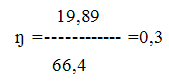 19,89
ŋ =------------- =0,3
66,4